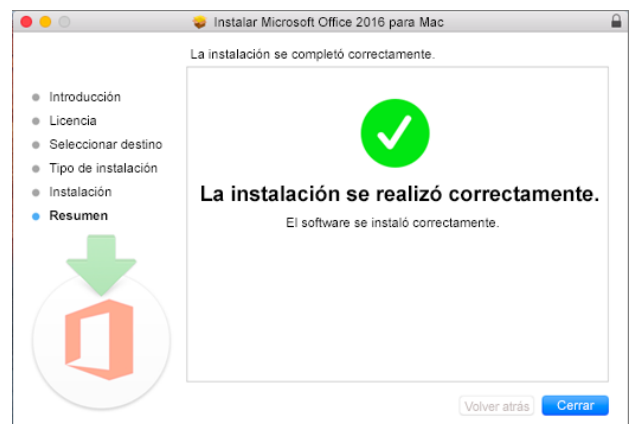 Instalar Microsoft Office 2016 para Mac
La instalación se completó correctamente.
Introducción
Licencia
Seleccionar destino
Tipo de instalación
Instalación
Resumen
La instalación se realizó correctamente.
El software se instaló correctamente.
Volver atrás
Cerrar